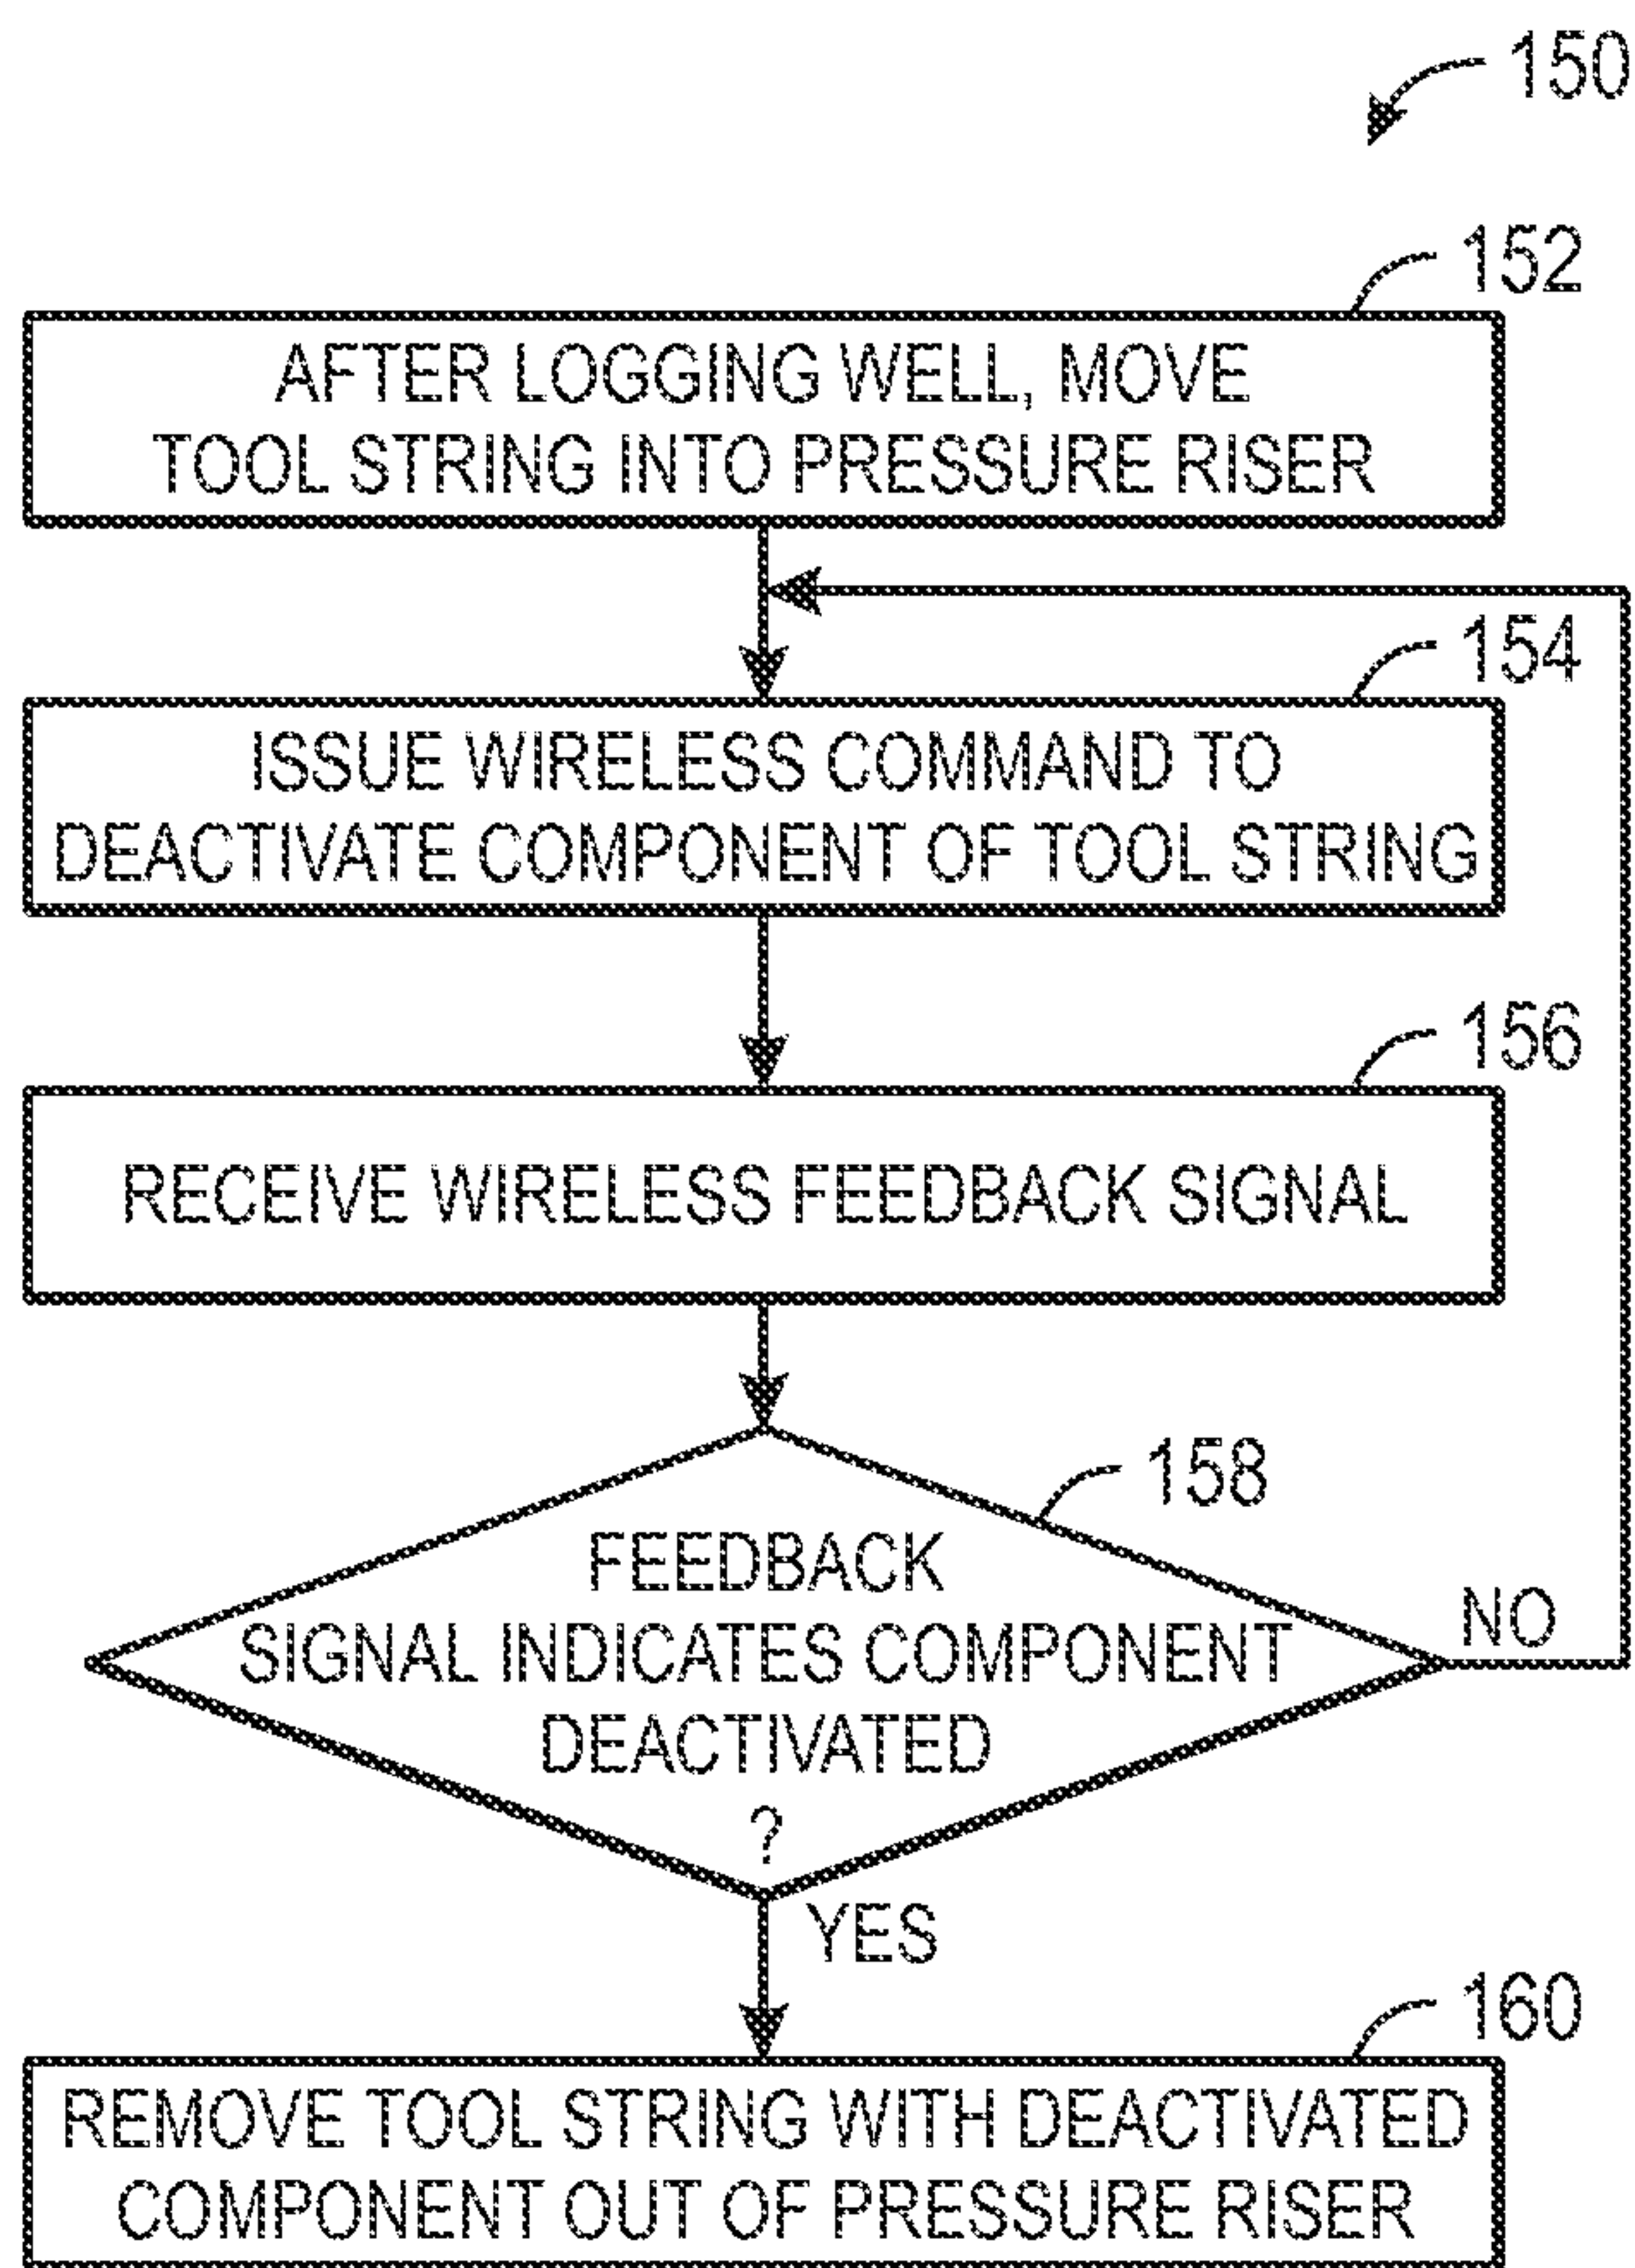 150
152
AFTER LOGGING WELL, MOVE
TOOL STRING INTO PRESSURE RISER
154
ISSUE WIRELESS COMMAND TO
DEACTIVATE COMPONENT OF TOOL STRING
156
RECEIVE WIRELESS FEEDBACK SIGNAL
158
FEEDBACK
SIGNAL INDICATES COMPONENT
DEACTIVATED
?
NO
YES
160
REMOVE TOOL STRING WITH DEACTIVATED
COMPONENT OUT OF PRESSURE RISER